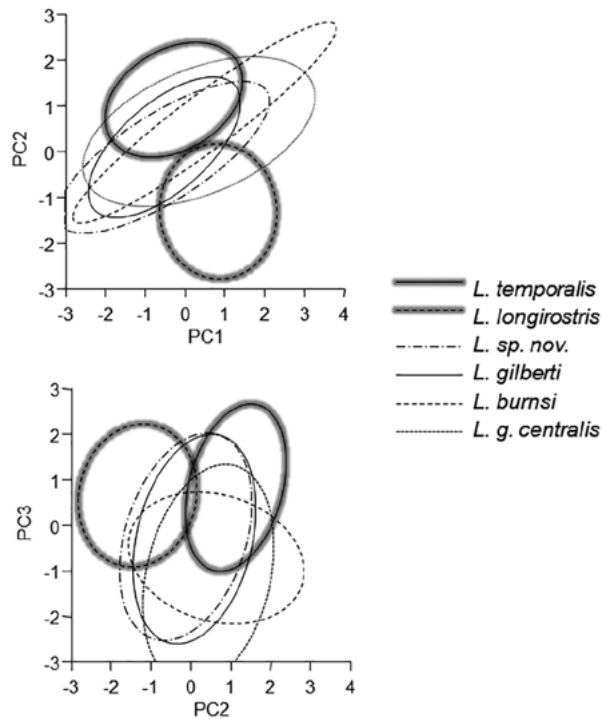 3
2
1
0
-1
-2
-3
PC2
-3 -2 -1 0 1 2 3 4
PC1
L. temporalis
L. longirostris
L. sp. nov.
L. gilberti
L. burnsi
L. g. centralis
3
2
1
0
-1
-2
-3
PC3
-3 -2 -1 0 1 2 3 4
PC2